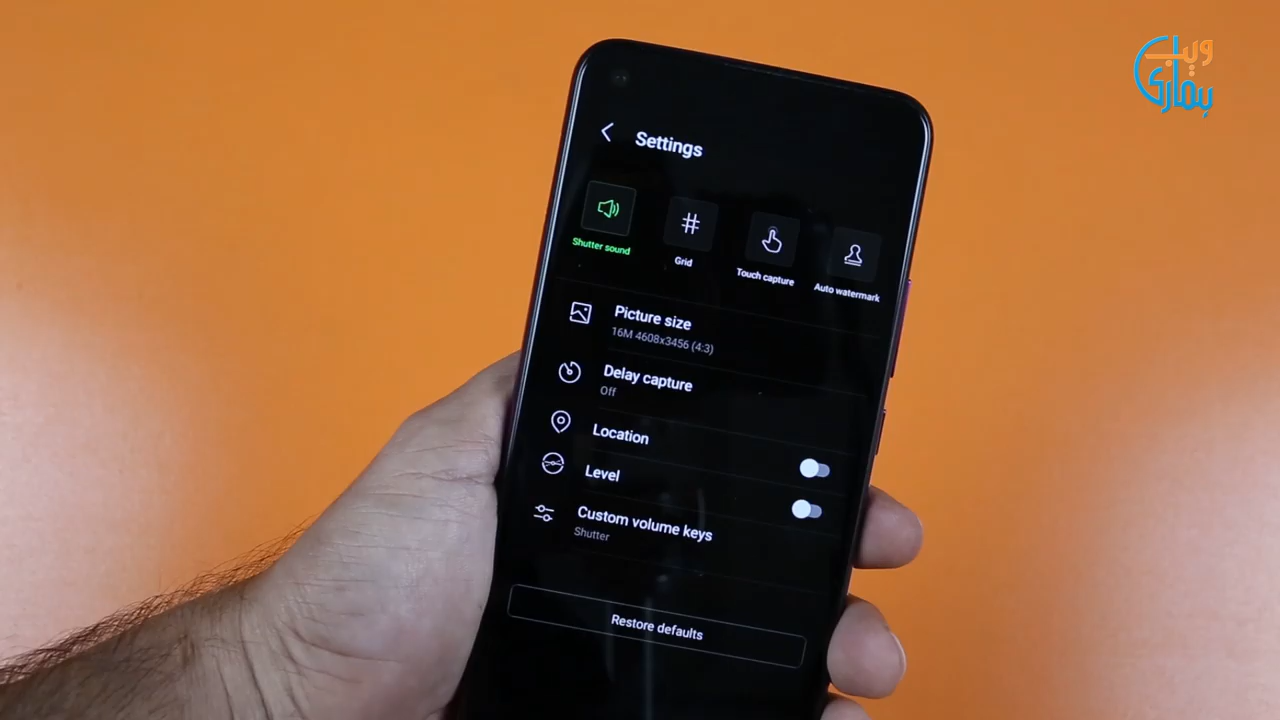 ویب
بیماری
Settings
Shutter sound
Grid
Touch capture
Auto watermark
Picture size
16M 4608x3456 (4:3)
Delay capture
Off
Location
Level
Custom volume keys
Shutter
Restore defaults